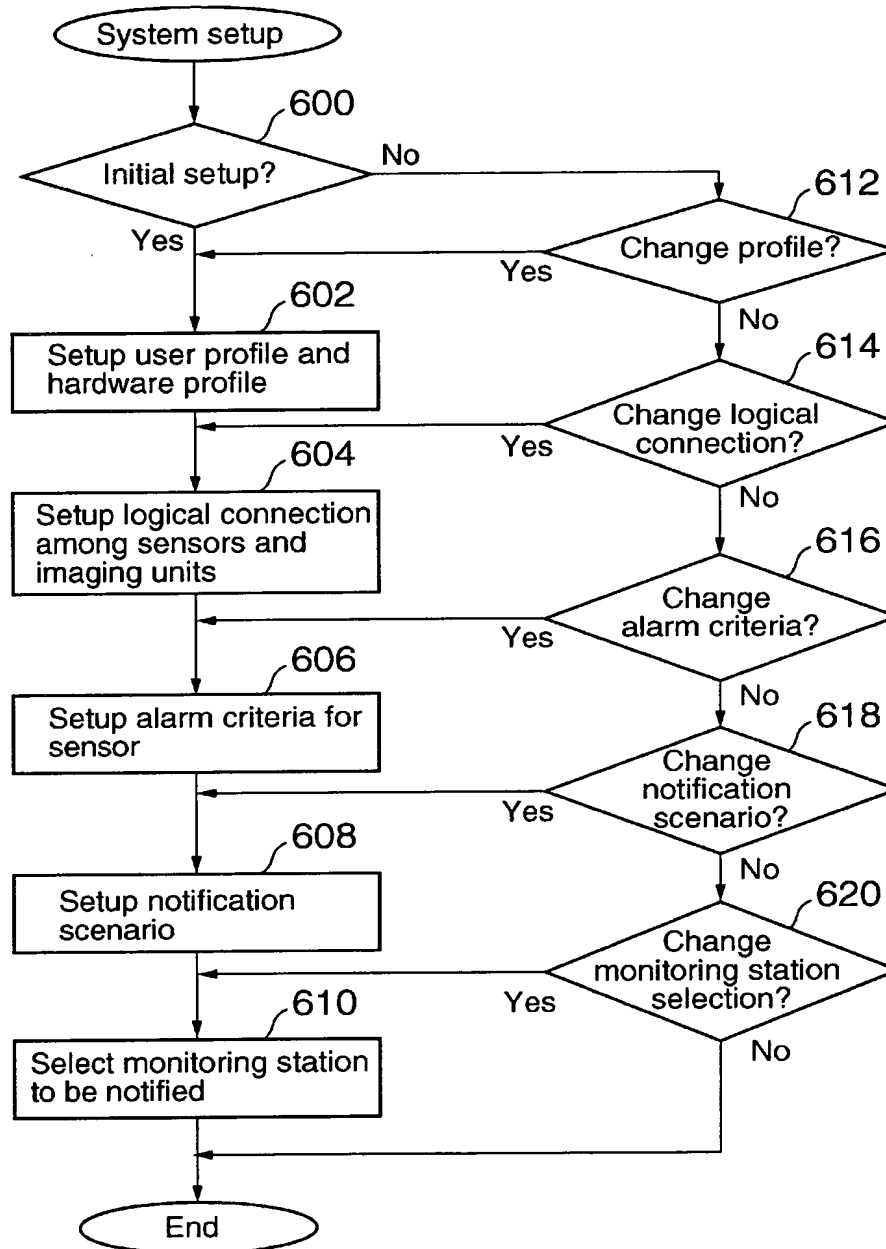 System setup
600
Initial setup?
No
Yes
612
Change profile?
Yes
No
602
Setup user profile and
hardware profile
614
Change logical
connection?
Yes
No
604
Setup logical connection
among sensors and
imaging units
616
Change
alarm criteria?
Yes
No
606
Setup alarm criteria for
sensor
618
Change
notification
scenario?
Yes
No
608
Setup notification
scenario
620
Change
monitoring station
selection?
Yes
No
610
Select monitoring station
to be notified
End